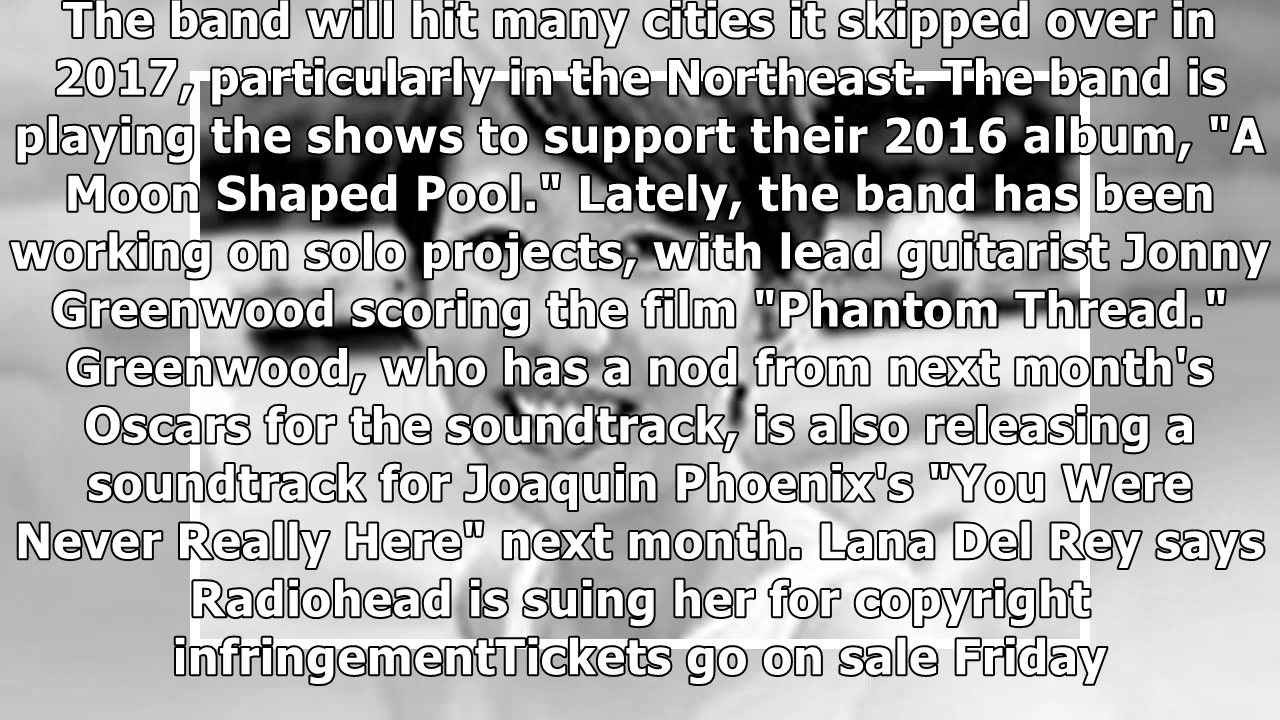 The band will hit many cities it skipped over in
2017, particularly in the Northeast. The band is
playing the shows to support their 2016 album, "A
Moon Shaped Pool." Lately, the band has been
working on solo projects, with lead guitarist Jonny
Greenwood scoring the film "Phantom Thread."
Greenwood, who has a nod from next month's
Oscars for the soundtrack, is also releasing a
soundtrack for Joaquin Phoenix's "You Were
Never Really Here" next month. Lana Del Rey says
Radiohead is suing her for copyright
infringementTickets go on sale Friday